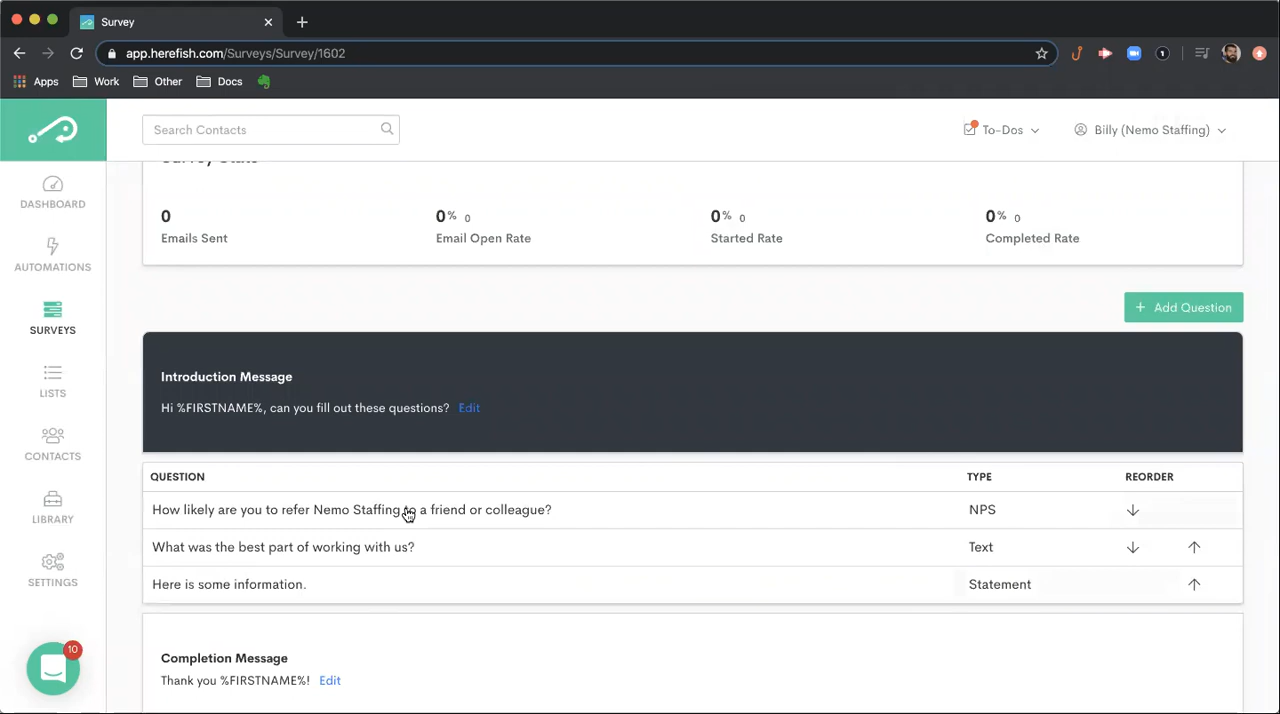 Survey
app.herefish.com/Surveys/Survey/1602
Apps Work Other Docs
Search Contacts
To-Dos
Billy (Nemo Staffing)
DASHBOARD
AUTOMATIONS
SURVEYS
LISTS
CONTACTS
LIBRARY
SETTINGS
10
Survey Stats
0 0% 0 0% 0 0% 0
Emails Sent Email Open Rate Started Rate Completed Rate
+ Add Question
Introduction Message
Hi %FIRSTNAME%, can you fill out these questions? Edit
QUESTION TYPE REORDER
How likely are you to refer Nemo Staffing to a friend or colleague? NPS
What was the best part of working with us? Text
Here is some information. Statement
Completion Message
Thank you %FIRSTNAME%! Edit